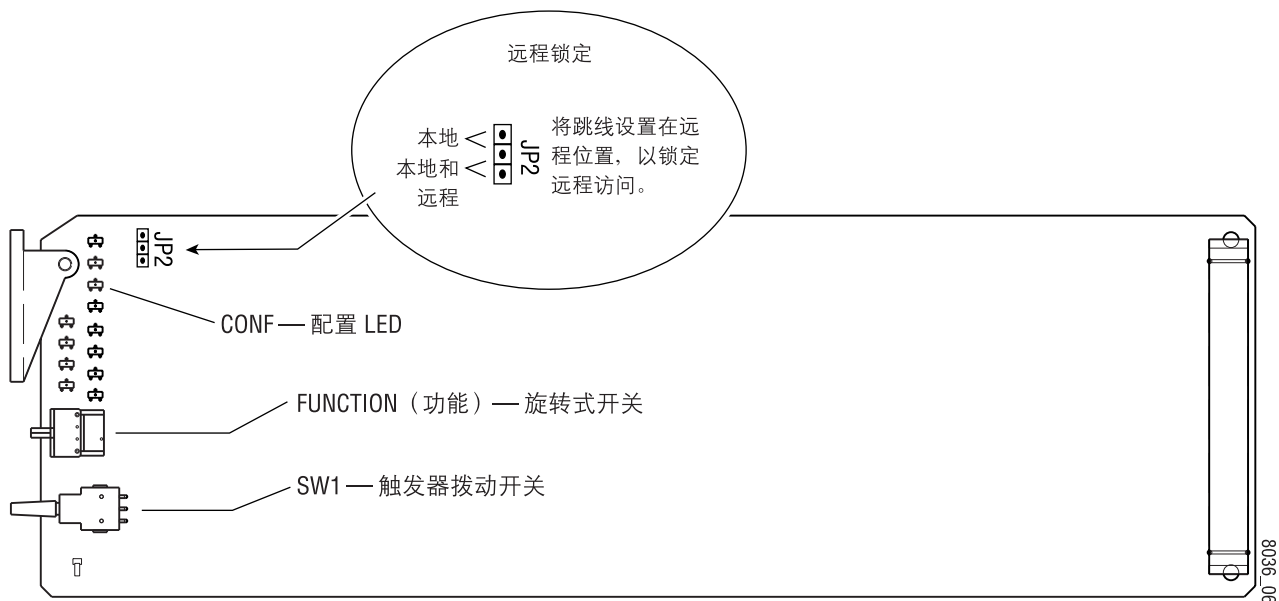 远程锁定
本地
本地和
远程
JP2
将跳线设置在远
程位置，以锁定
远程访问。
JP2
CONF — 配置 LED
FUNCTION（功能）— 旋转式开关
SW1 — 触发器拨动开关
8036_06